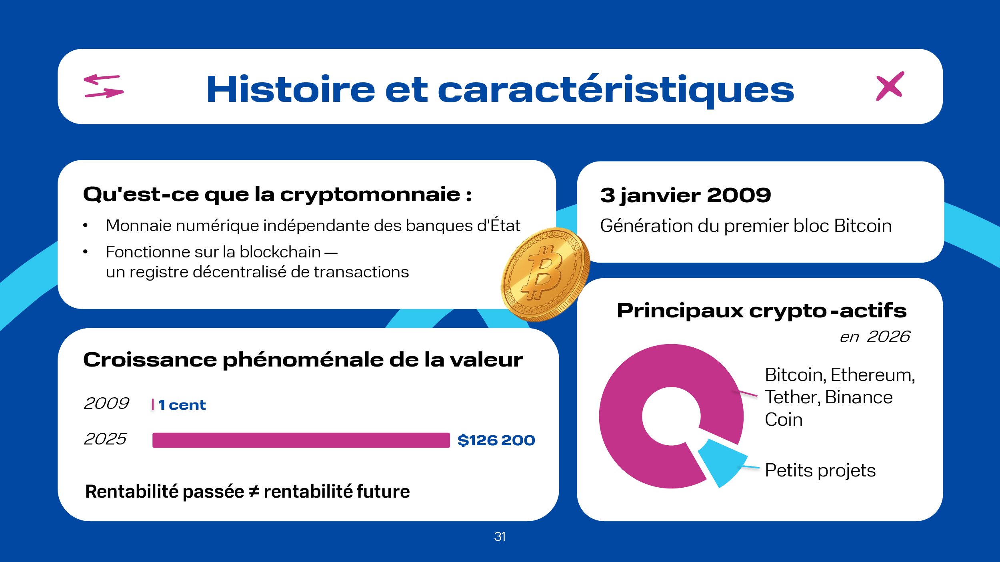 Histoire et caractéristiques
Qu'est-ce que la cryptomonnaie :
• Monnaie numérique indépendante des banques d'État
• Fonctionne sur la blockchain —
un registre décentralisé de transactions
3 janvier 2009
Génération du premier bloc Bitcoin
Croissance phénoménale de la valeur
2009 1 cent
2025 $126 200
Rentabilité passée ≠ rentabilité future
Principaux crypto-actifs
en 2026
Bitcoin, Ethereum,
Tether, Binance
Coin
Petits projets
31